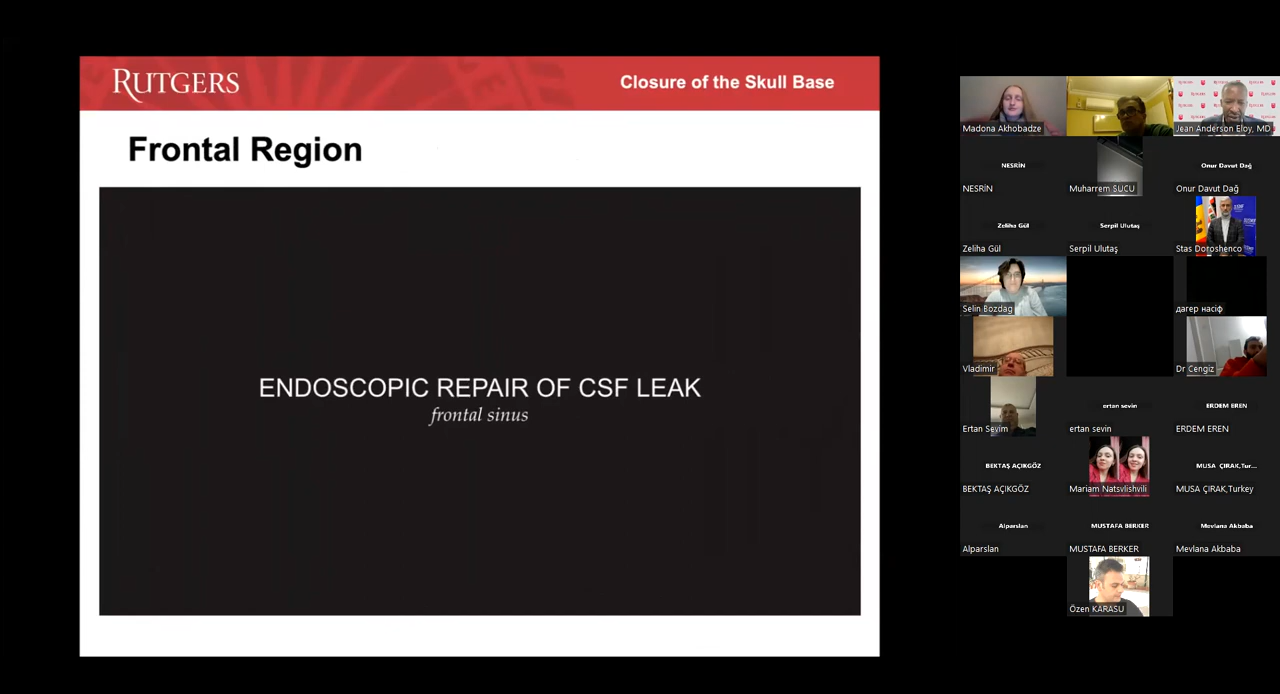 RUTGERS
Closure of the Skull Base
Frontal Region
ENDOSCOPIC REPAIR OF CSF LEAK
frontal sinus
Madona Akhobadze
Jean Anderson Eloy, MD
NESRİN
NESRİN
Muharrem SUCU
Onur Davut Dağ
Onur Davut Dağ
Zeliha Gül
Zeliha Gül
Serpil Ulutaş
Serpil Ulutaş
Stas Doroshenco
Selin Bozdag
дагер насіф
Vladimir
Dr Cengiz
Ertan Sevim
ertan sevin
ertan sevin
ERDEM EREN
ERDEM EREN
BEKTAŞ AÇIKGÖZ
BEKTAŞ AÇIKGÖZ
Mariam Natsvlishvili
MUSA ÇIRAK,Tur...
MUSA ÇIRAK,Turkey
Alparslan
Alparslan
MUSTAFA BERKER
MUSTAFA BERKER
Mevlana Akbaba
Mevlana Akbaba
Özen KARASU